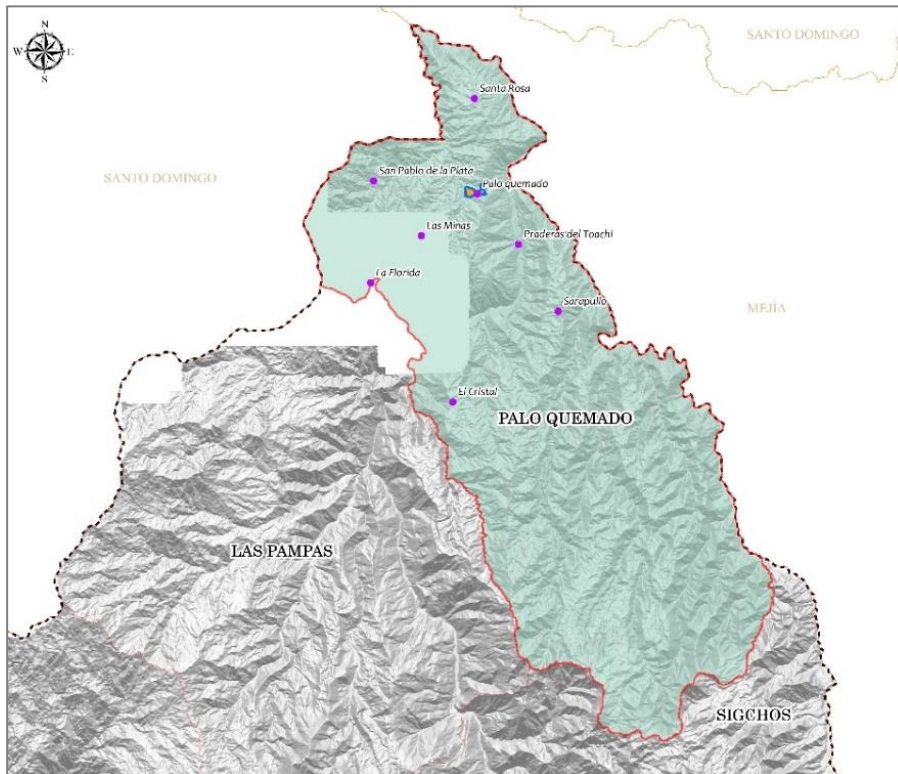 N
W
E
S
SANTO DOMINGO
Santa Rosa
SANTO DOMINGO
San Pablo de la Plata
Palo quemado
Las Minas
Praderas del Toachi
La Florida
Sarapullo
MEJÍA
El Cristal
PALO QUEMADO
LAS PAMPAS
SIGCHOS